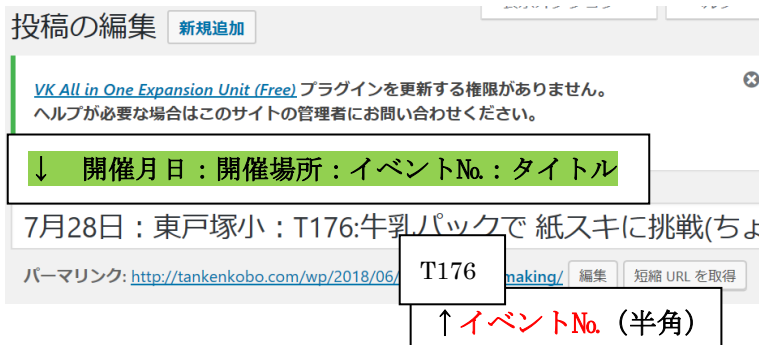 投稿の編集 新規追加
VK All in One Expansion Unit (Free) プラグインを更新する権限がありません。
ヘルプが必要な場合はこのサイトの管理者にお問い合わせください。
↓ 開催月日：開催場所：イベント№：タイトル
7月28日：東戸塚小：T176:牛乳パックで 紙スキに挑戦(ちょ
パーマリンク: http://tankenkobo.com/wp/2018/06/ making/ 編集 短縮 URL を取得
T176
↑イベント№（半角）